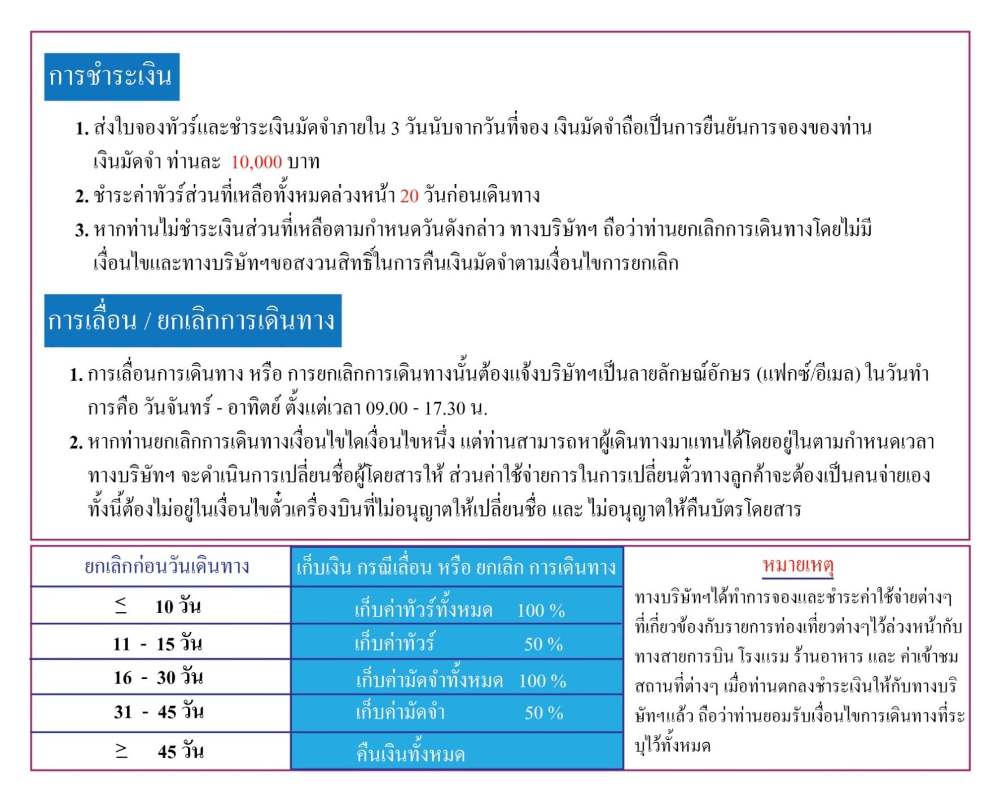 การชำระเงิน
1. ส่งใบจองทัวร์และชำระเงินมัดจำภายใน 3 วันนับจากวันที่จอง เงินมัดจำถือเป็นการยืนยันการจองของท่าน
เงินมัดจำ ท่านละ 10,000 บาท
2. ชำระค่าทัวร์ส่วนที่เหลือทั้งหมดล่วงหน้า 20 วันก่อนเดินทาง
3. หากท่านไม่ชำระเงินส่วนที่เหลือตามกำหนดวันดังกล่าว ทางบริษัทฯ ถือว่าท่านยกเลิกการเดินทางโดยไม่มี
เงื่อนไขและทางบริษัทฯขอสงวนสิทธิ์ในการคืนเงินมัดจำตามเงื่อนไขการยกเลิก
การเลื่อน / ยกเลิกการเดินทาง
1. การเลื่อนการเดินทาง หรือ การยกเลิกการเดินทางนั้นต้องแจ้งบริษัทฯเป็นลายลักษณ์อักษร (แฟกซ์/อีเมล) ในวันทำ
การคือ วันจันทร์ - อาทิตย์ ตั้งแต่เวลา 09.00 - 17.30 น.
2. หากท่านยกเลิกการเดินทางเงื่อนไขไดเงื่อนไขหนึ่ง แต่ท่านสามารถหาผู้เดินทางมาแทนได้โดยอยู่ในตามกำหนดเวลา
ทางบริษัทฯ จะดำเนินการเปลี่ยนชื่อผู้โดยสารให้ ส่วนค่าใช้จ่ายการในการเปลี่ยนตั๋วทางลูกค้าจะต้องเป็นคนจ่ายเอง
ทั้งนี้ต้องไม่อยู่ในเงื่อนไขตั๋วเครื่องบินที่ไม่อนุญาตให้เปลี่ยนชื่อ และ ไม่อนุญาตให้คืนบัตรโดยสาร
ยกเลิกก่อนวันเดินทาง เก็บเงิน กรณีเลื่อน หรือ ยกเลิก การเดินทาง
≤ 10 วัน เก็บค่าทัวร์ทั้งหมด 100 %
11 - 15 วัน เก็บค่าทัวร์ 50 %
16 - 30 วัน เก็บค่ามัดจำทั้งหมด 100 %
31 - 45 วัน เก็บค่ามัดจำ 50 %
≥ 45 วัน คืนเงินทั้งหมด
หมายเหตุ
ทางบริษัทฯได้ทำการจองและชำระค่าใช้จ่ายต่างๆ
ที่เกี่ยวข้องกับรายการท่องเที่ยวต่างๆไว้ล่วงหน้ากับ
ทางสายการบิน โรงแรม ร้านอาหาร และ ค่าเข้าชม
สถานที่ต่างๆ เมื่อท่านตกลงชำระเงินให้กับทางบริ
ษัทฯแล้ว ถือว่าท่านยอมรับเงื่อนไขการเดินทางที่ระ
บุไว้ทั้งหมด